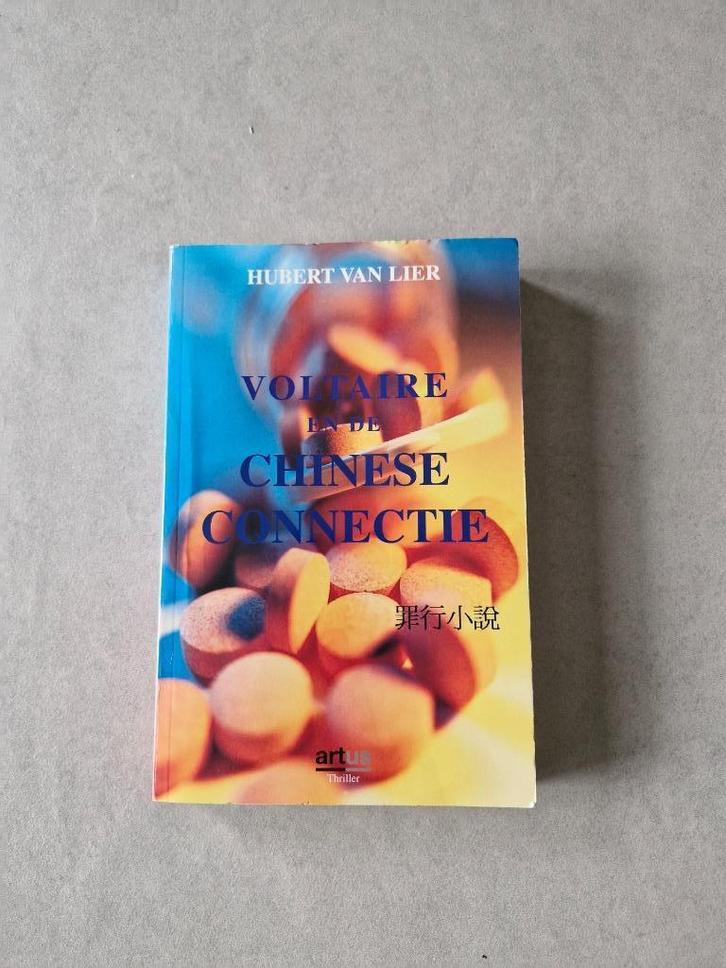 HUBERT VAN LIER
VOLTAIRE
EN DE
CHINESE
CONNECTIE
罪行小說
artus
Thriller